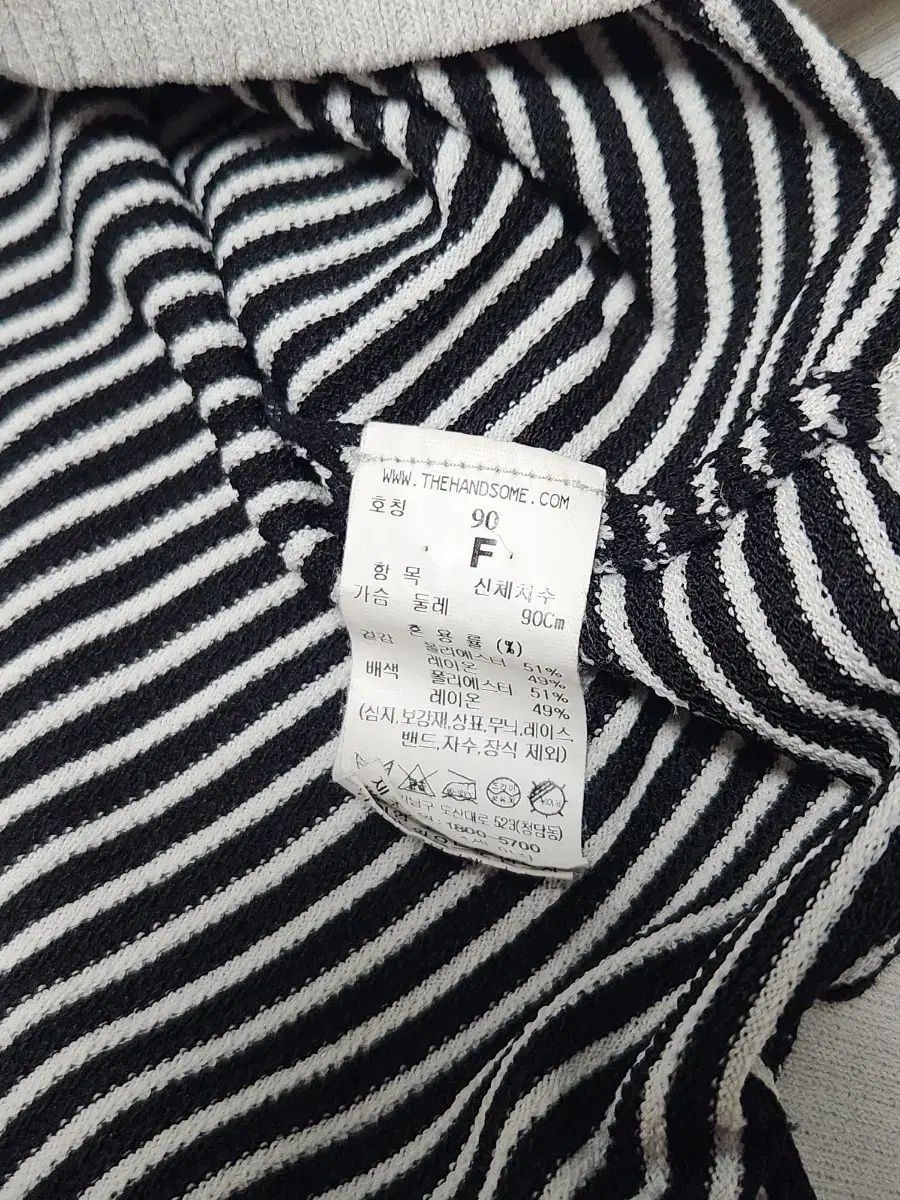 WWW.THEHANDSOME.COM
호칭 90
F
항 목 신체치수
가슴 둘레 90Cm
겉감 혼 용 률 (%)
폴리에스터 51%
레이온 49%
배색 폴리에스터 51%
레이온 49%
(심지,보강재,상표,무늬,레이스
밴드,자수,장식 제외)
도산대로 523(청담동)
1800-5700